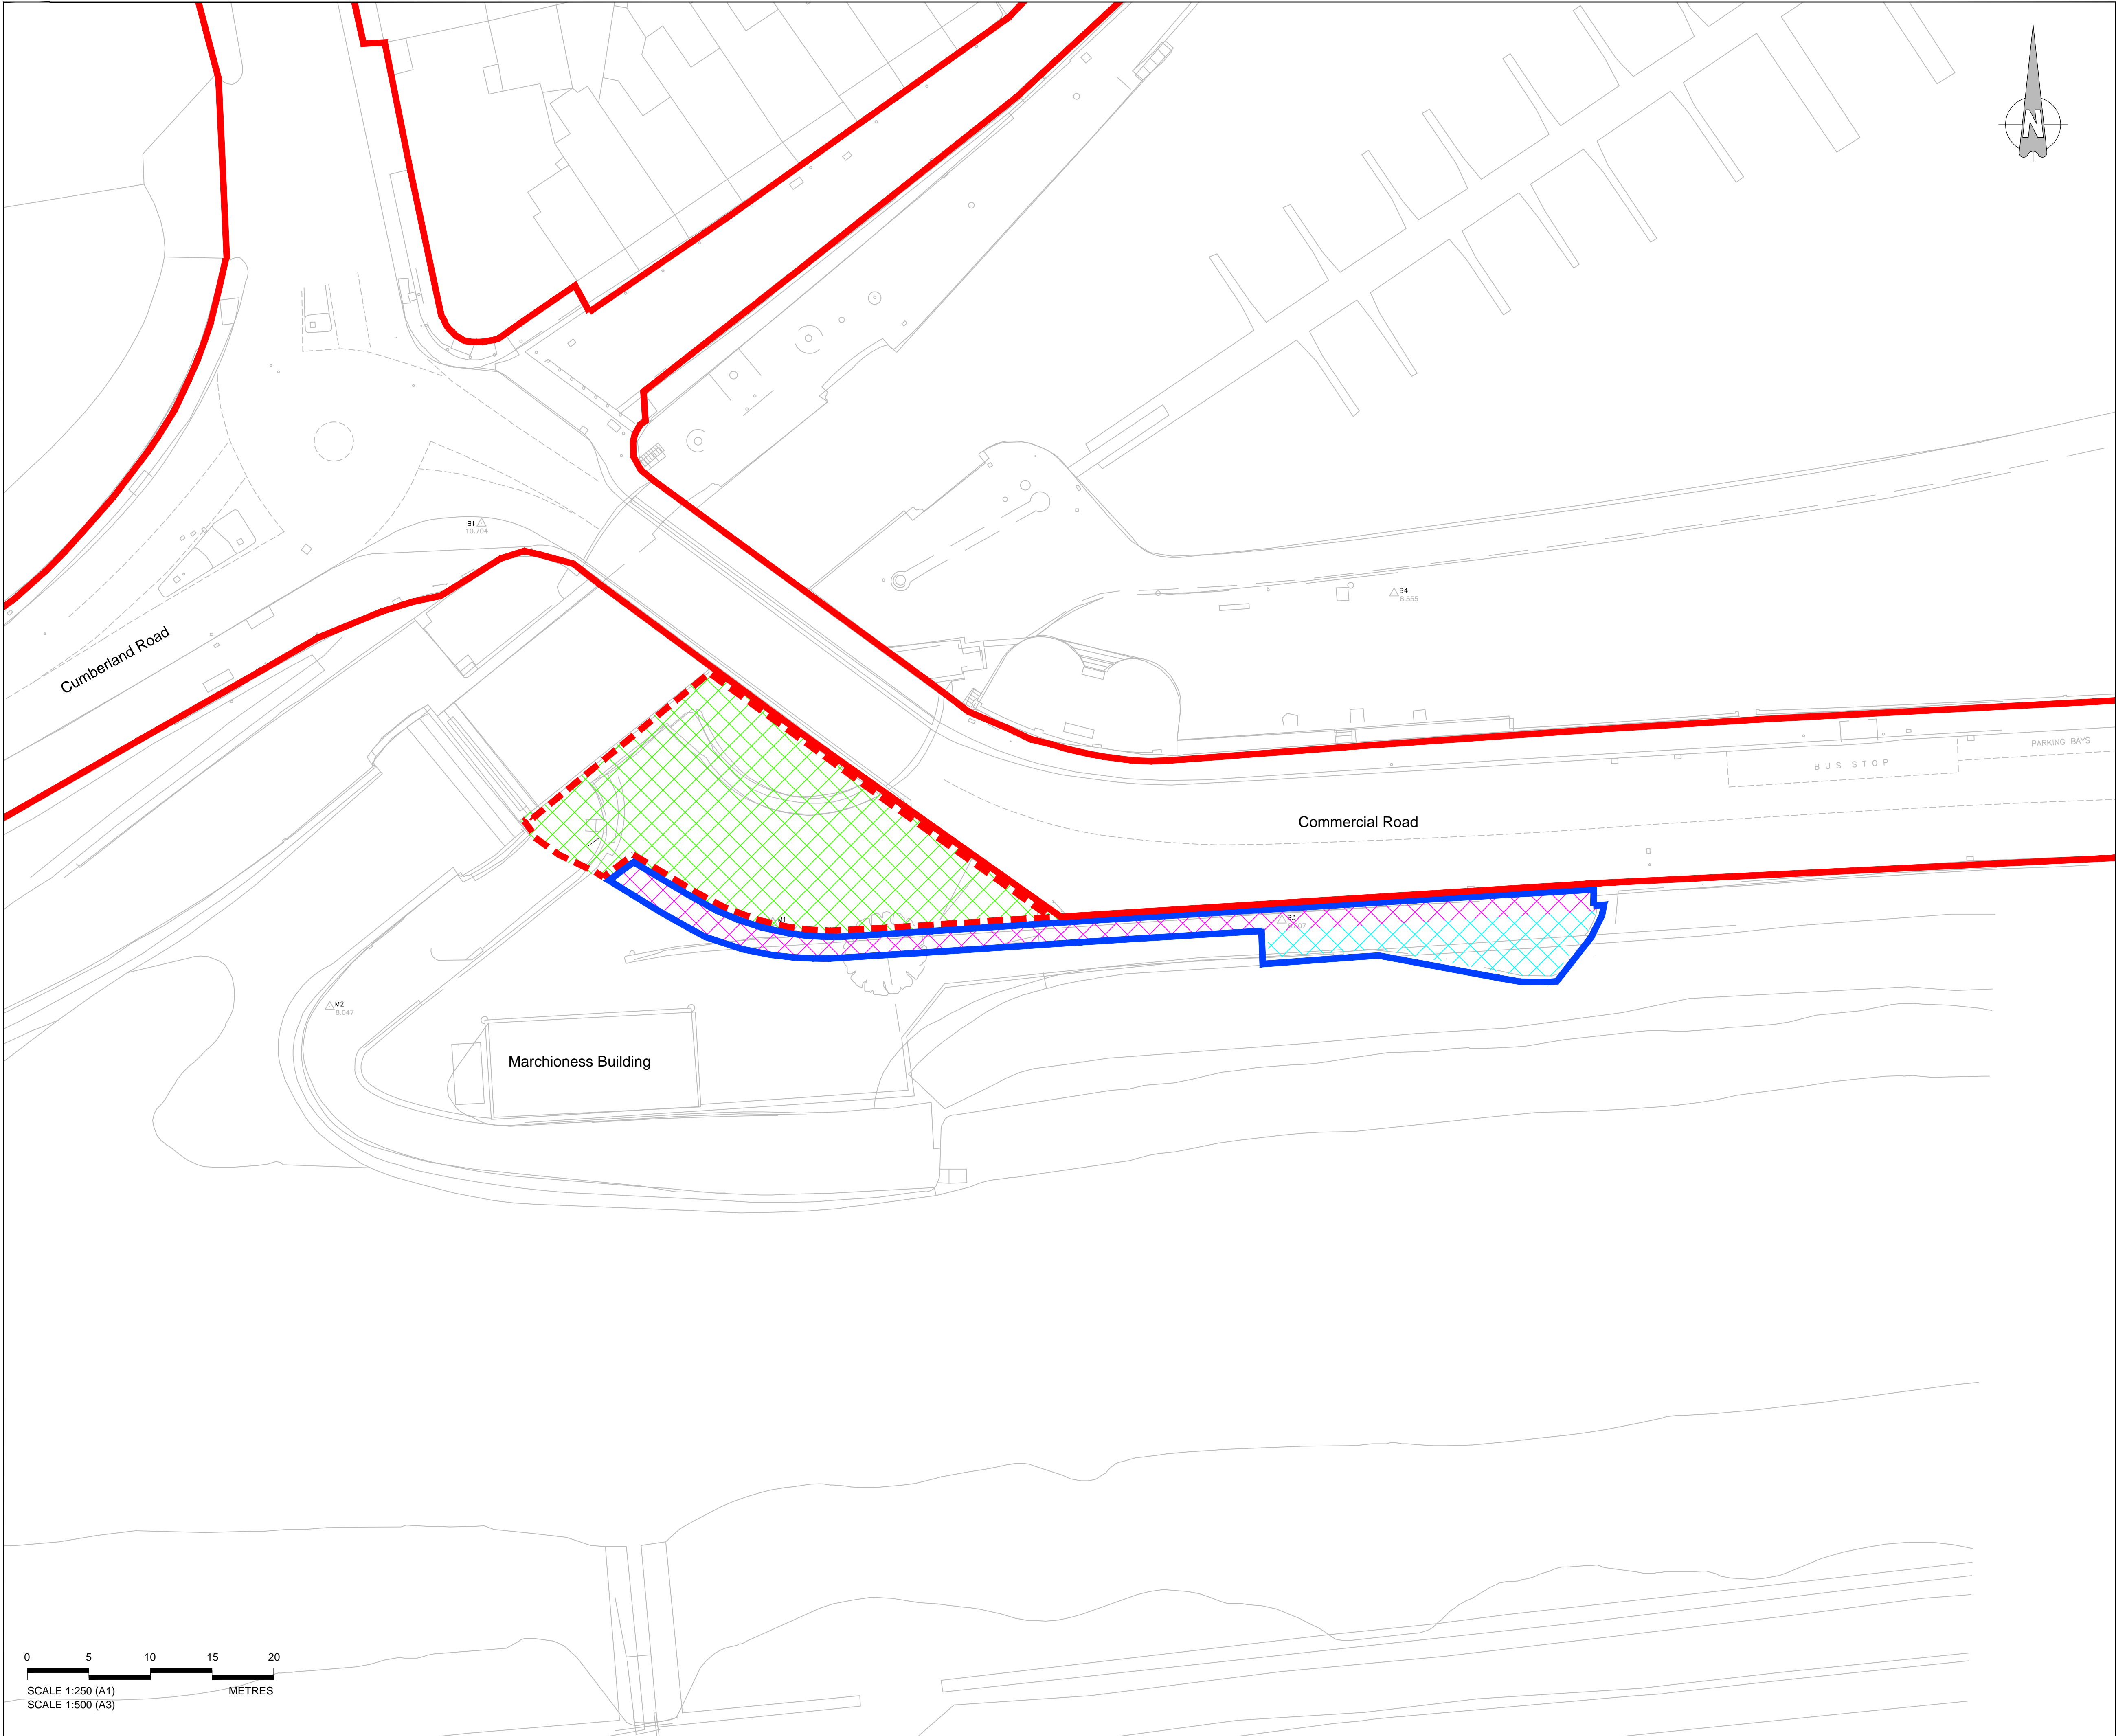 N
B1
10.704
B4
8.555
Cumberland Road
PARKING BAYS
BUS STOP
Commercial Road
M1
B3
M2
8.047
Marchioness Building
0 5 10 15 20
SCALE 1:250 (A1) METRES
SCALE 1:500 (A3)